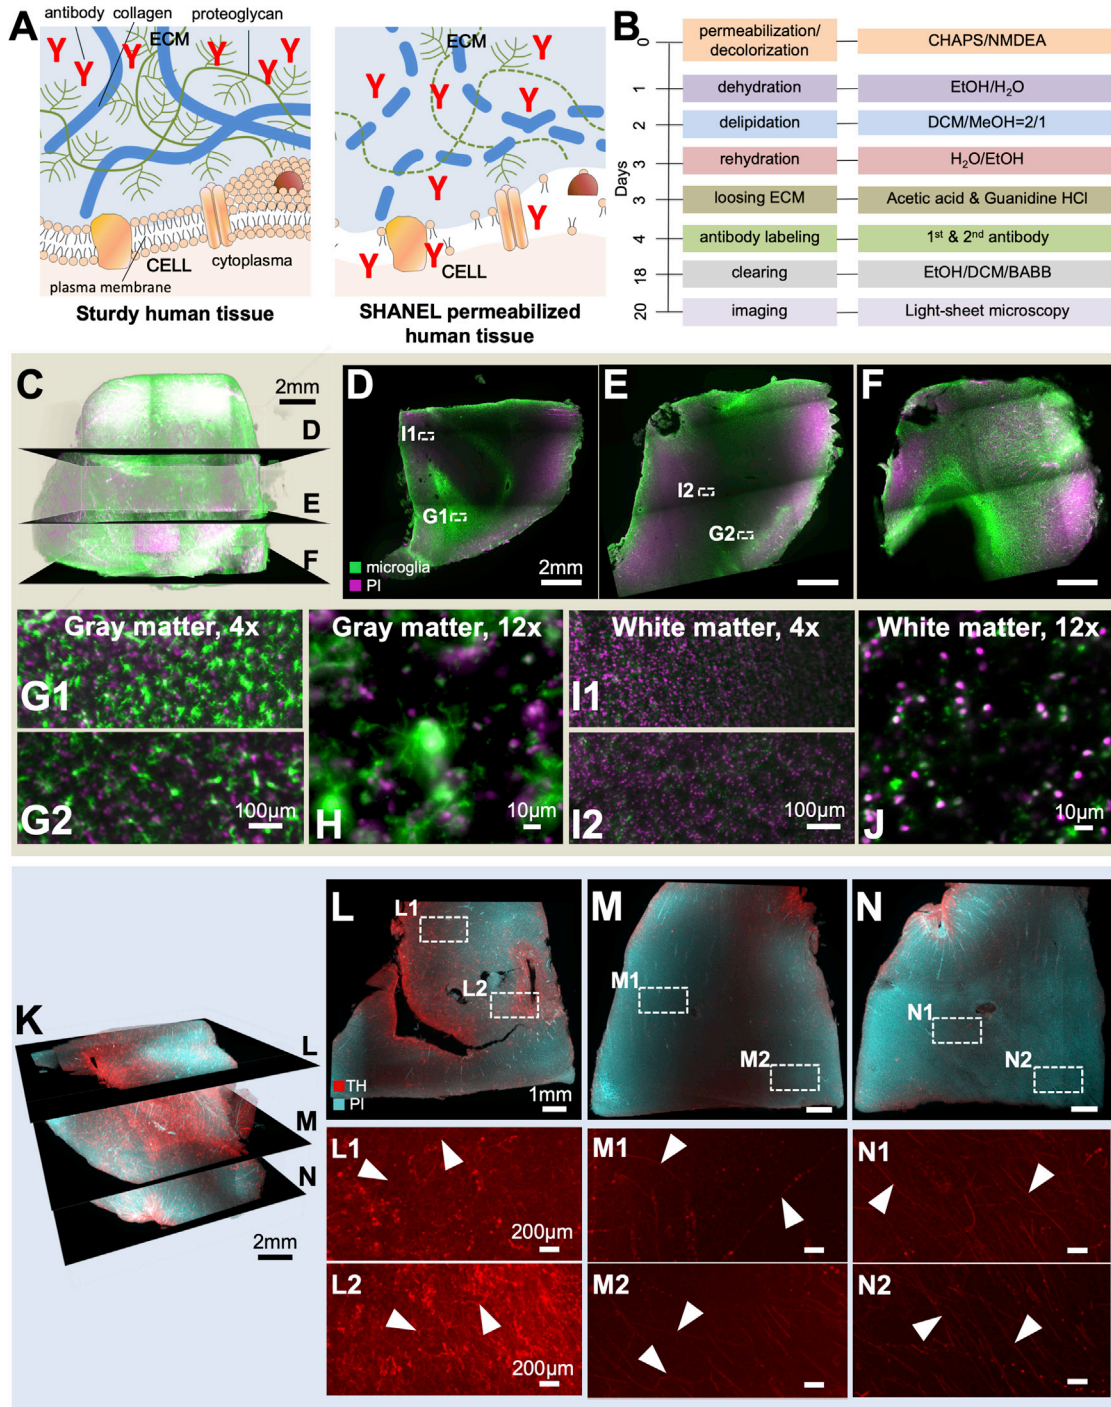 A
antibody collagen proteoglycan
ECM
Y Y Y Y Y
CELL
cytoplasma
plasma membrane
Sturdy human tissue
ECM
Y Y Y Y Y Y Y Y
CELL
SHANEL permeabilized
human tissue
B
Days
0 permeabilization/
decolorization CHAPS/NMDEA
1 dehydration EtOH/H₂O
2 delipidation DCM/MeOH=2/1
3 rehydration H₂O/EtOH
3 loosing ECM Acetic acid & Guanidine HCl
4 antibody labeling 1st & 2nd antibody
18 clearing EtOH/DCM/BABB
20 imaging Light-sheet microscopy
C
2mm
D
E
F
D
I1
G1
microglia
PI
2mm
E
I2
G2
F
Gray matter, 4x
G1
G2
100μm
Gray matter, 12x
H
10μm
White matter, 4x
I1
I2
100μm
White matter, 12x
J
10μm
K
L
M
N
2mm
L
L1
L2
TH
PI
1mm
M
M1
M2
N
N1
N2
L1
200μm
M1
N1
L2
200μm
M2
N2